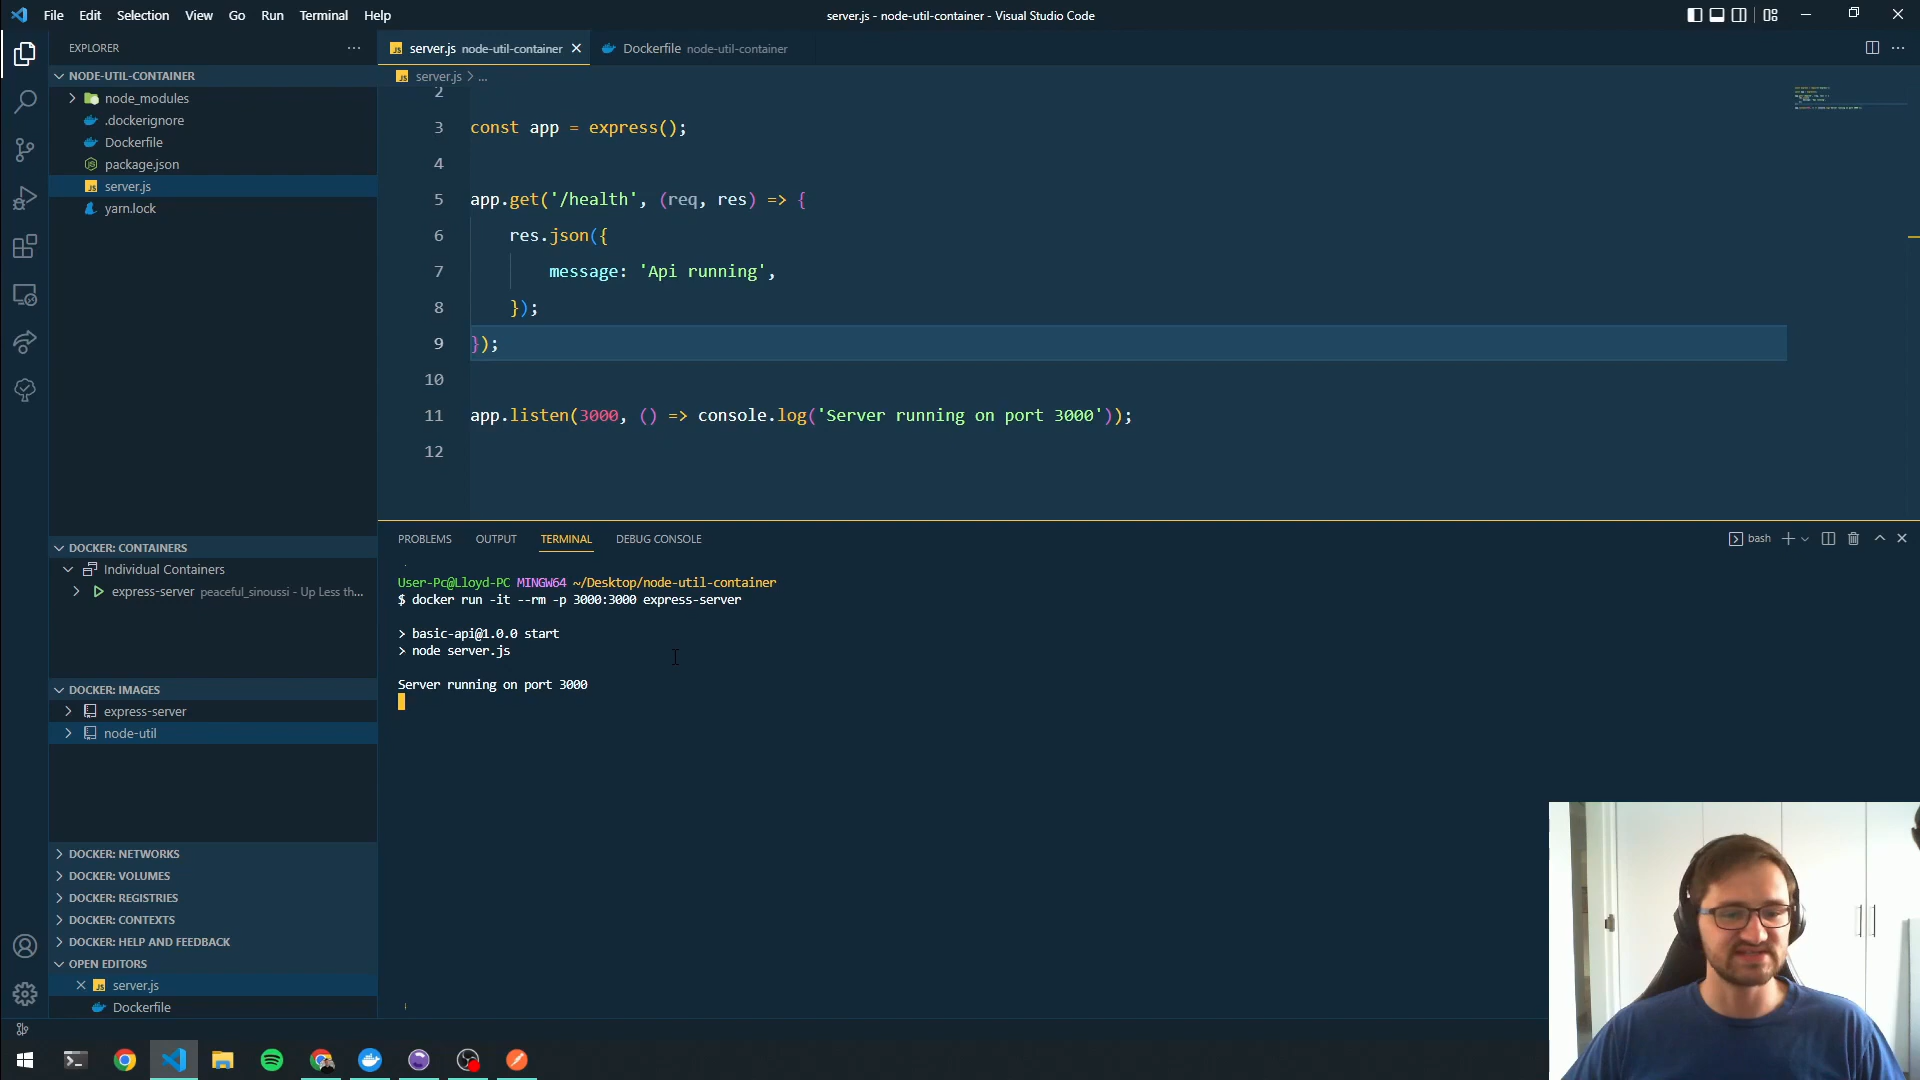 File Edit Selection View Go Run Terminal Help
server.js - node-util-container - Visual Studio Code
EXPLORER
NODE-UTIL-CONTAINER
node_modules
.dockerignore
Dockerfile
package.json
server.js
yarn.lock
DOCKER: CONTAINERS
Individual Containers
express-server peaceful_sinoussi - Up Less th...
DOCKER: IMAGES
express-server
node-util
DOCKER: NETWORKS
DOCKER: VOLUMES
DOCKER: REGISTRIES
DOCKER: CONTEXTS
DOCKER: HELP AND FEEDBACK
OPEN EDITORS
server.js
Dockerfile
server.js node-util-container
Dockerfile node-util-container
server.js > ...
2
3 const app = express();
4
5 app.get('/health', (req, res) => {
6 res.json({
7 message: 'Api running',
8 });
9 });
10
11 app.listen(3000, () => console.log('Server running on port 3000'));
12
PROBLEMS OUTPUT TERMINAL DEBUG CONSOLE
bash
User-Pc@Lloyd-PC MINGW64 ~/Desktop/node-util-container
$ docker run -it --rm -p 3000:3000 express-server
> basic-api@1.0.0 start
> node server.js
Server running on port 3000